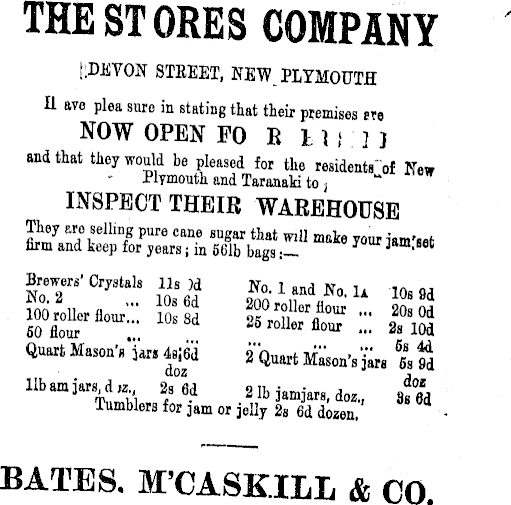 THE STORES COMPANY
DEVON STREET, NEW PLYMOUTH
H ave plea sure in stating that their premises are
NOW OPEN FO R
and that they would be pleased for the residents of New
Plymouth and Taranaki to
INSPECT THEIR WAREHOUSE
They are selling pure cane sugar that will make your jam set
firm and keep for years; in 56lb bags:—
Brewers' Crystals 11s 9d
No. 2 ... 10s 6d
100 roller flour... 10s 8d
50 flour ... ...
Quart Mason's jars 4s 6d
doz
1lb am jars, d z., 2s 6d
No. 1 and No. 1A 10s 9d
200 roller flour ... 20s 0d
25 roller flour ... 2s 10d
... ... ... 5s 4d
2 Quart Mason's jars 5s 9d
doz
2 lb jamjars, doz., 3s 6d
Tumblers for jam or jelly 2s 6d dozen.
BATES. M'CASKILL & CO.